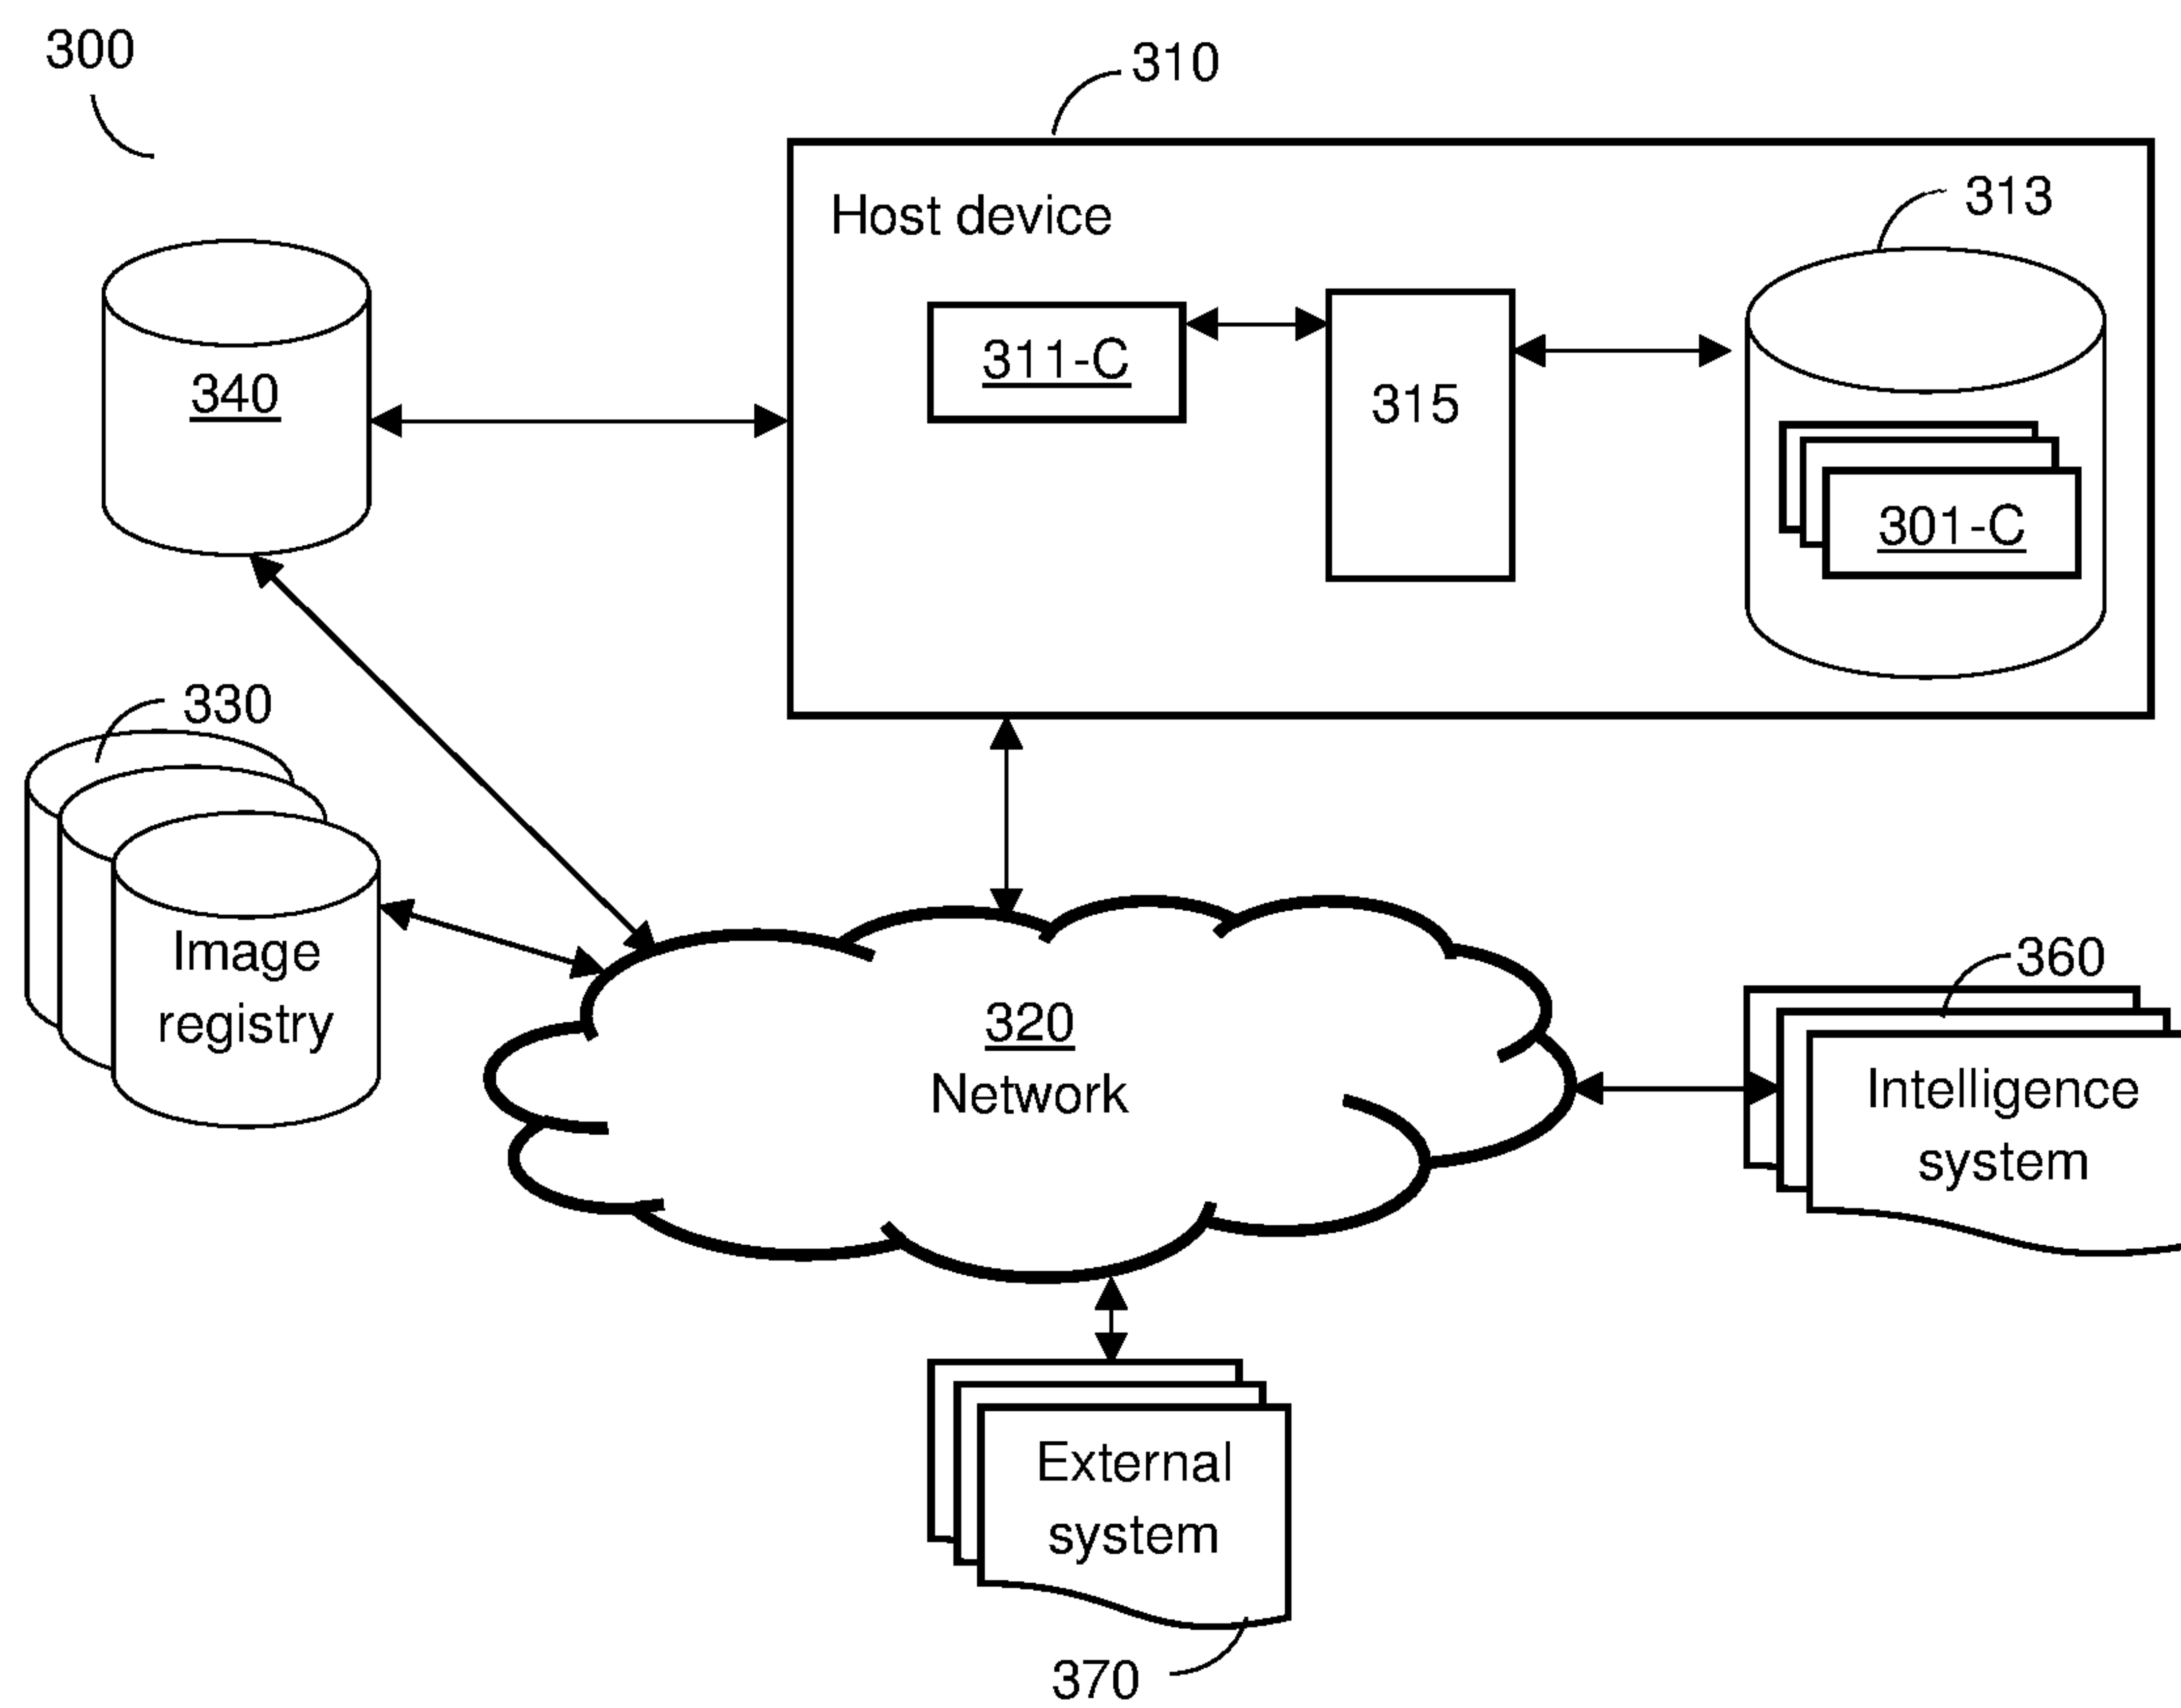 300
310
Host device
313
311-C
315
340
301-C
330
Image
registry
320
Network
360
Intelligence
system
External
system
370